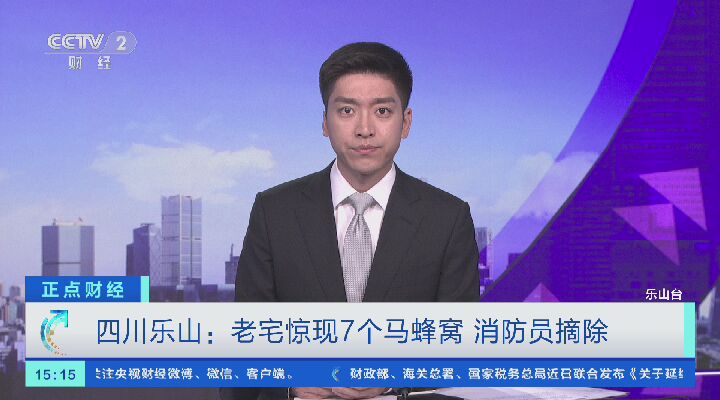 CCTV 2
财经
正点财经
乐山台
四川乐山：老宅惊现7个马蜂窝 消防员摘除
15:15
注央视财经微博、微信、客户端。 财政部、海关总署、国家税务总局近日联合发布《关于延续